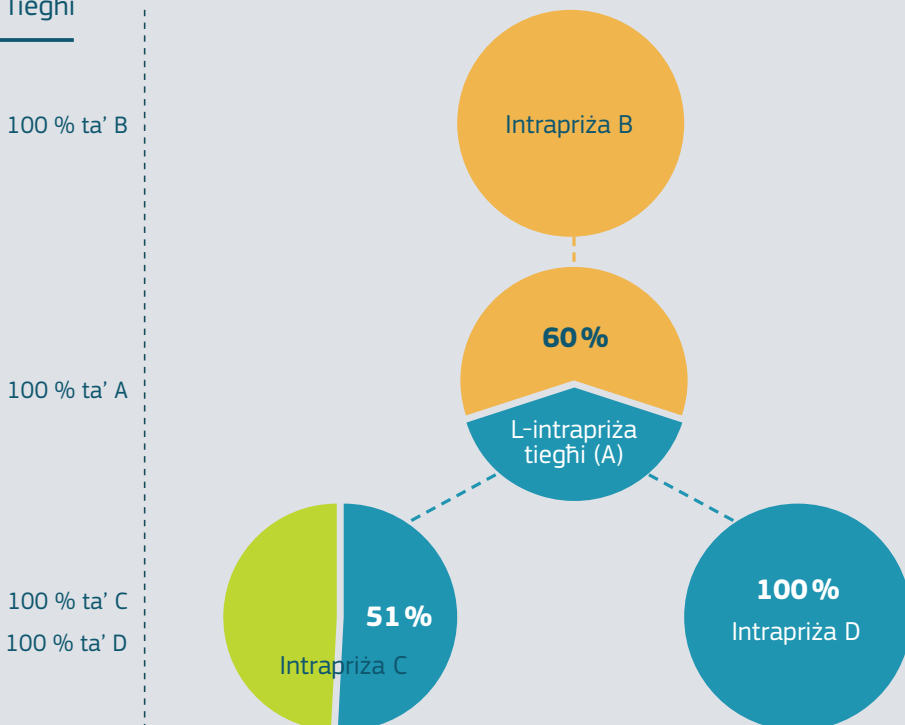 Tiegħi
100 % ta’ B
Intrapriża B
60 %
100 % ta’ A
L-intrapriża
tiegħi (A)
100 % ta’ C
100 % ta’ D
51 %
Intrapriża C
100 %
Intrapriża D